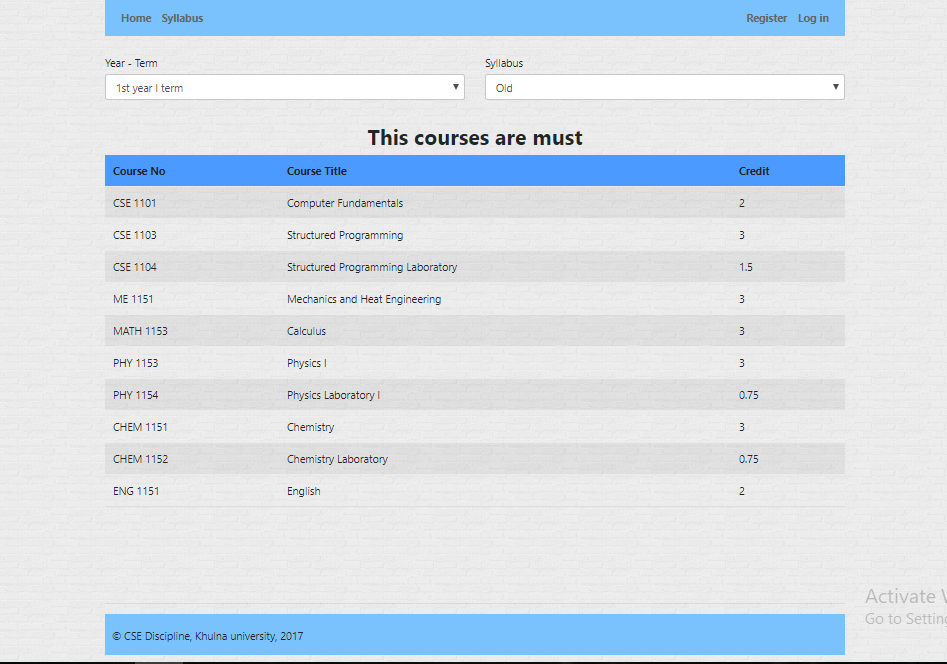 Home Syllabus Register Log in
Year - Term Syllabus
1st year I term Old
This courses are must
Course No Course Title Credit
CSE 1101 Computer Fundamentals 2
CSE 1103 Structured Programming 3
CSE 1104 Structured Programming Laboratory 1.5
ME 1151 Mechanics and Heat Engineering 3
MATH 1153 Calculus 3
PHY 1153 Physics I 3
PHY 1154 Physics Laboratory I 0.75
CHEM 1151 Chemistry 3
CHEM 1152 Chemistry Laboratory 0.75
ENG 1151 English 2
Activate
Go to
© CSE Discipline, Khulna university, 2017